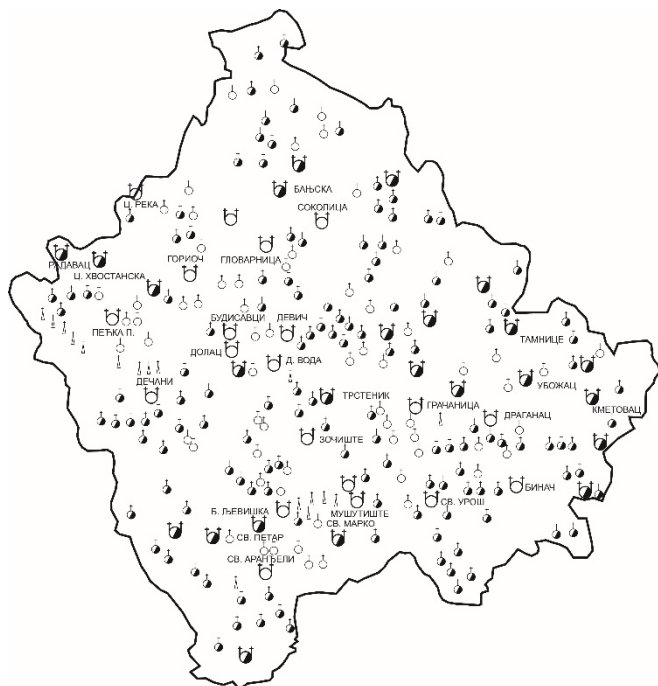 БАЊСКА
Ц. РЕКА
СОКОЛИЦА
ГЛОВАРНИЦА
РАДАВАЦ
ГОРИОЧ
Ц. ХВОСТАНСКА
БУДИСАВЦИ
ДЕВИЧ
ПЕЋКА П.
ТАМНИЦЕ
ДОЛАЦ
Д. ВОДА
ДЕЧАНИ
УБОЖАЦ
ТРСТЕНИК
ГРАЧАНИЦА
КМЕТОВАЦ
ДРАГАНАЦ
ЗОЧИШТЕ
БИНАЧ
Б. ЉЕВИШКА
МУШУТИШТЕ
СВ. УРОШ
СВ. МАРКО
СВ. ПЕТАР
СВ. АРАНЂЕЛИ